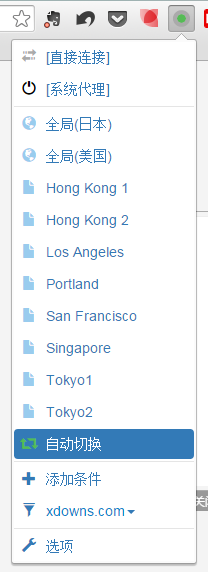 [直接连接]
[系统代理]
全局(日本)
全局(美国)
Hong Kong 1
Hong Kong 2
Los Angeles
Portland
San Francisco
Singapore
Tokyo1
Tokyo2
自动切换
添加条件
xdowns.com
选项